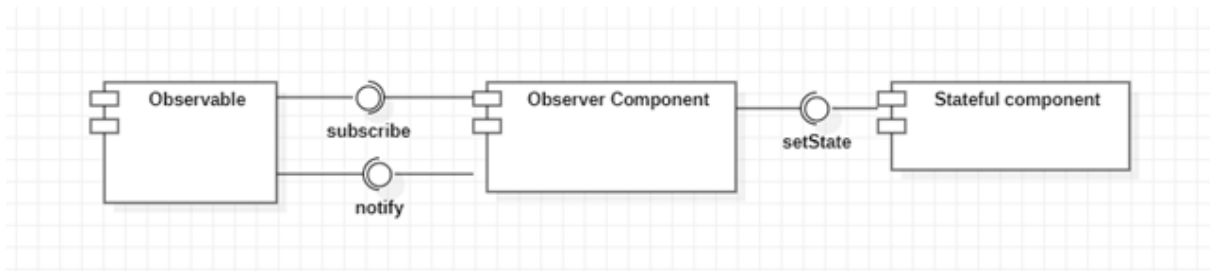 Observable
Observer Component
Stateful component
subscribe
setState
notify